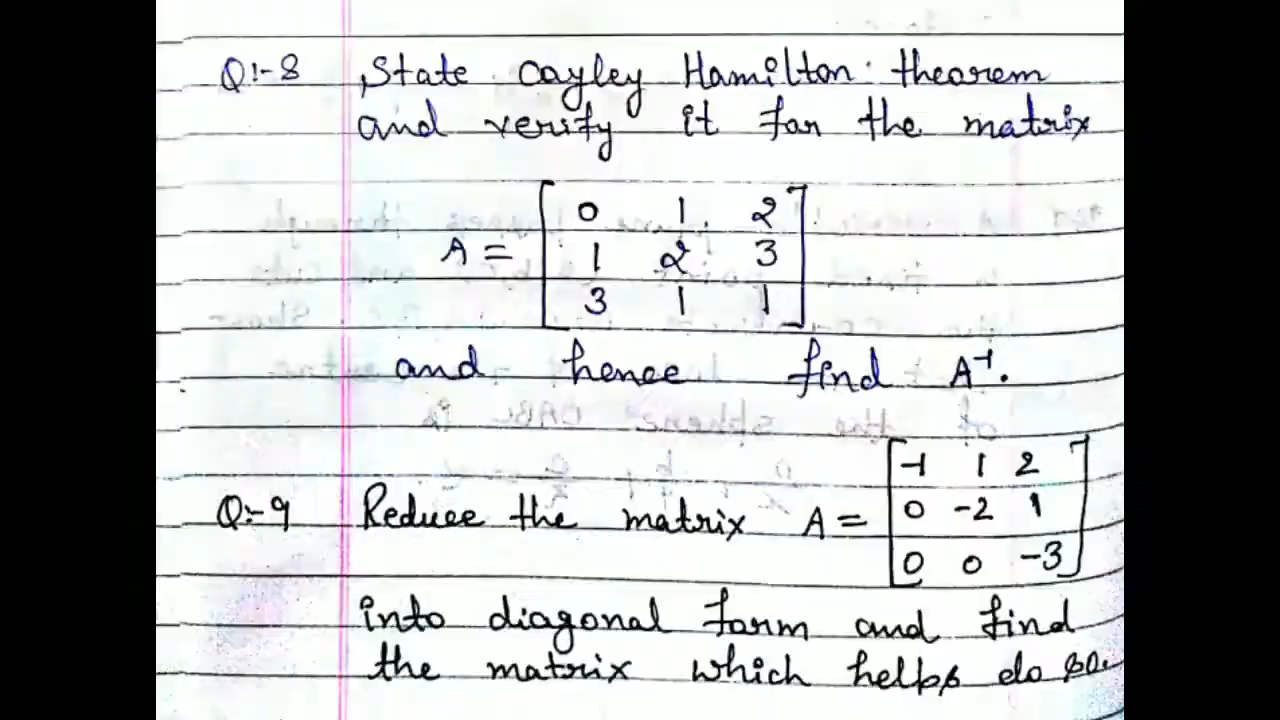 Q:-8 State Cayley Hamilton theorem
and verify it for the matrix
A = [ 0 1 2
1 2 3
3 1 1 ]
and hence find A⁻¹.
Q:-9 Reduce the matrix A = [ -1 1 2
0 -2 1
0 0 -3 ]
into diagonal form and find
the matrix which helps do so.